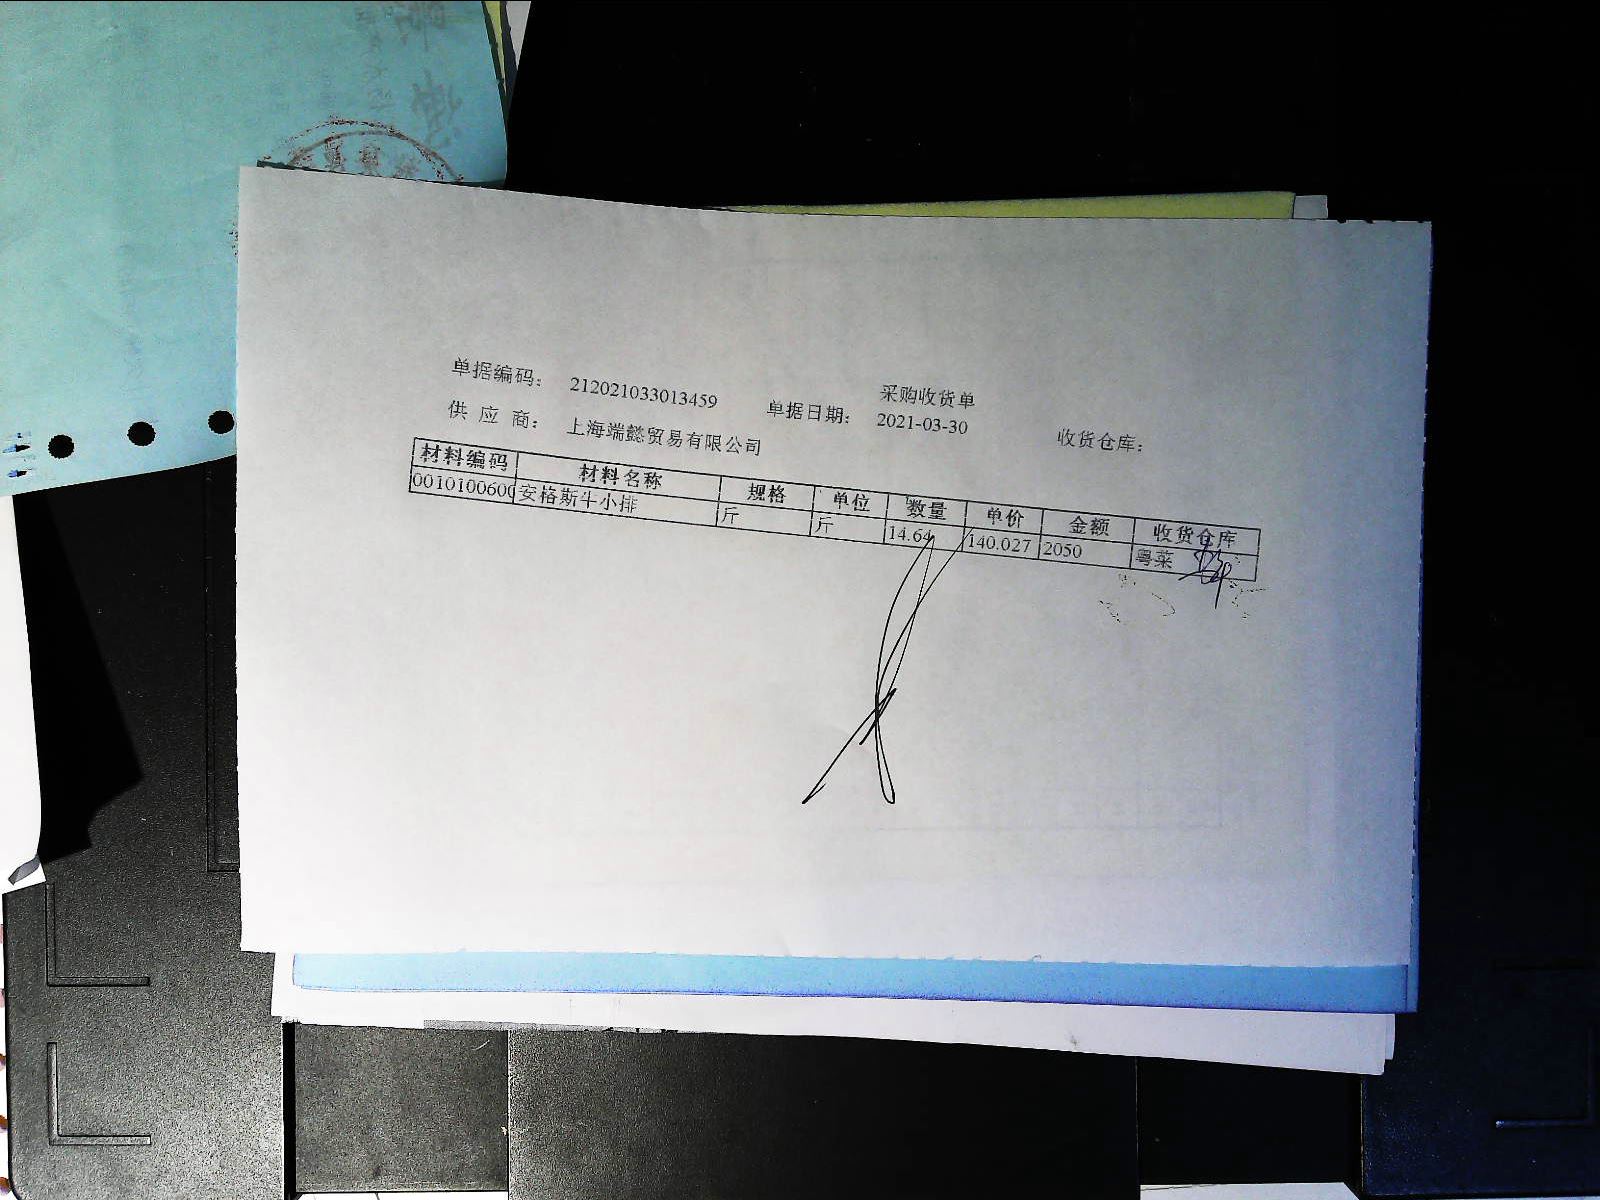 采购收货单
单据编码： 212021033013459 单据日期： 2021-03-30 收货仓库：
供 应 商： 上海端懿贸易有限公司
材料编码 材料名称 规格 单位 数量 单价 金额 收货仓库
0010100600 安格斯牛小排 斤 斤 14.64 140.027 2050 粤菜